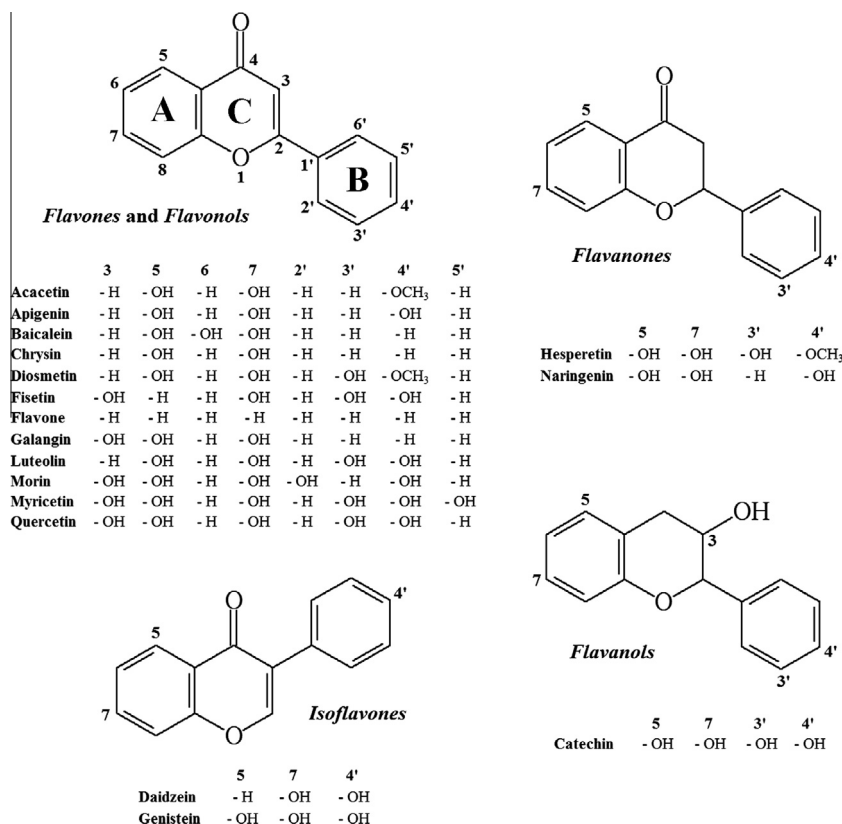 O
4
5
3
6
A
C
7
2
8
O
1
6'
1'
5'
B
2'
4'
3'
Flavones and Flavonols
3 5 6 7 2' 3' 4' 5'
Acacetin - H - OH - H - OH - H - H - OCH₃ - H
Apigenin - H - OH - H - OH - H - H - OH - H
Baicalein - H - OH - OH - OH - H - H - H - H
Chrysin - H - OH - H - OH - H - H - H - H
Diosmetin - H - OH - H - OH - H - OH - OCH₃ - H
Fisetin - OH - H - H - OH - H - OH - OH - H
Flavone - H - H - H - H - H - H - H - H
Galangin - OH - OH - H - OH - H - H - H - H
Luteolin - H - OH - H - OH - H - OH - OH - H
Morin - OH - OH - H - OH - OH - H - OH - H
Myricetin - OH - OH - H - OH - H - OH - OH - OH
Quercetin - OH - OH - H - OH - H - OH - OH - H
O
5
7
O
4'
3'
Flavanones
5 7 3' 4'
Hesperetin - OH - OH - OH - OCH₃
Naringenin - OH - OH - H - OH
O
4'
5
7
O
Isoflavones
5 7 4'
Daidzein - H - OH - OH
Genistein - OH - OH - OH
5
OH
3
7
O
4'
3'
Flavanols
5 7 3' 4'
Catechin - OH - OH - OH - OH